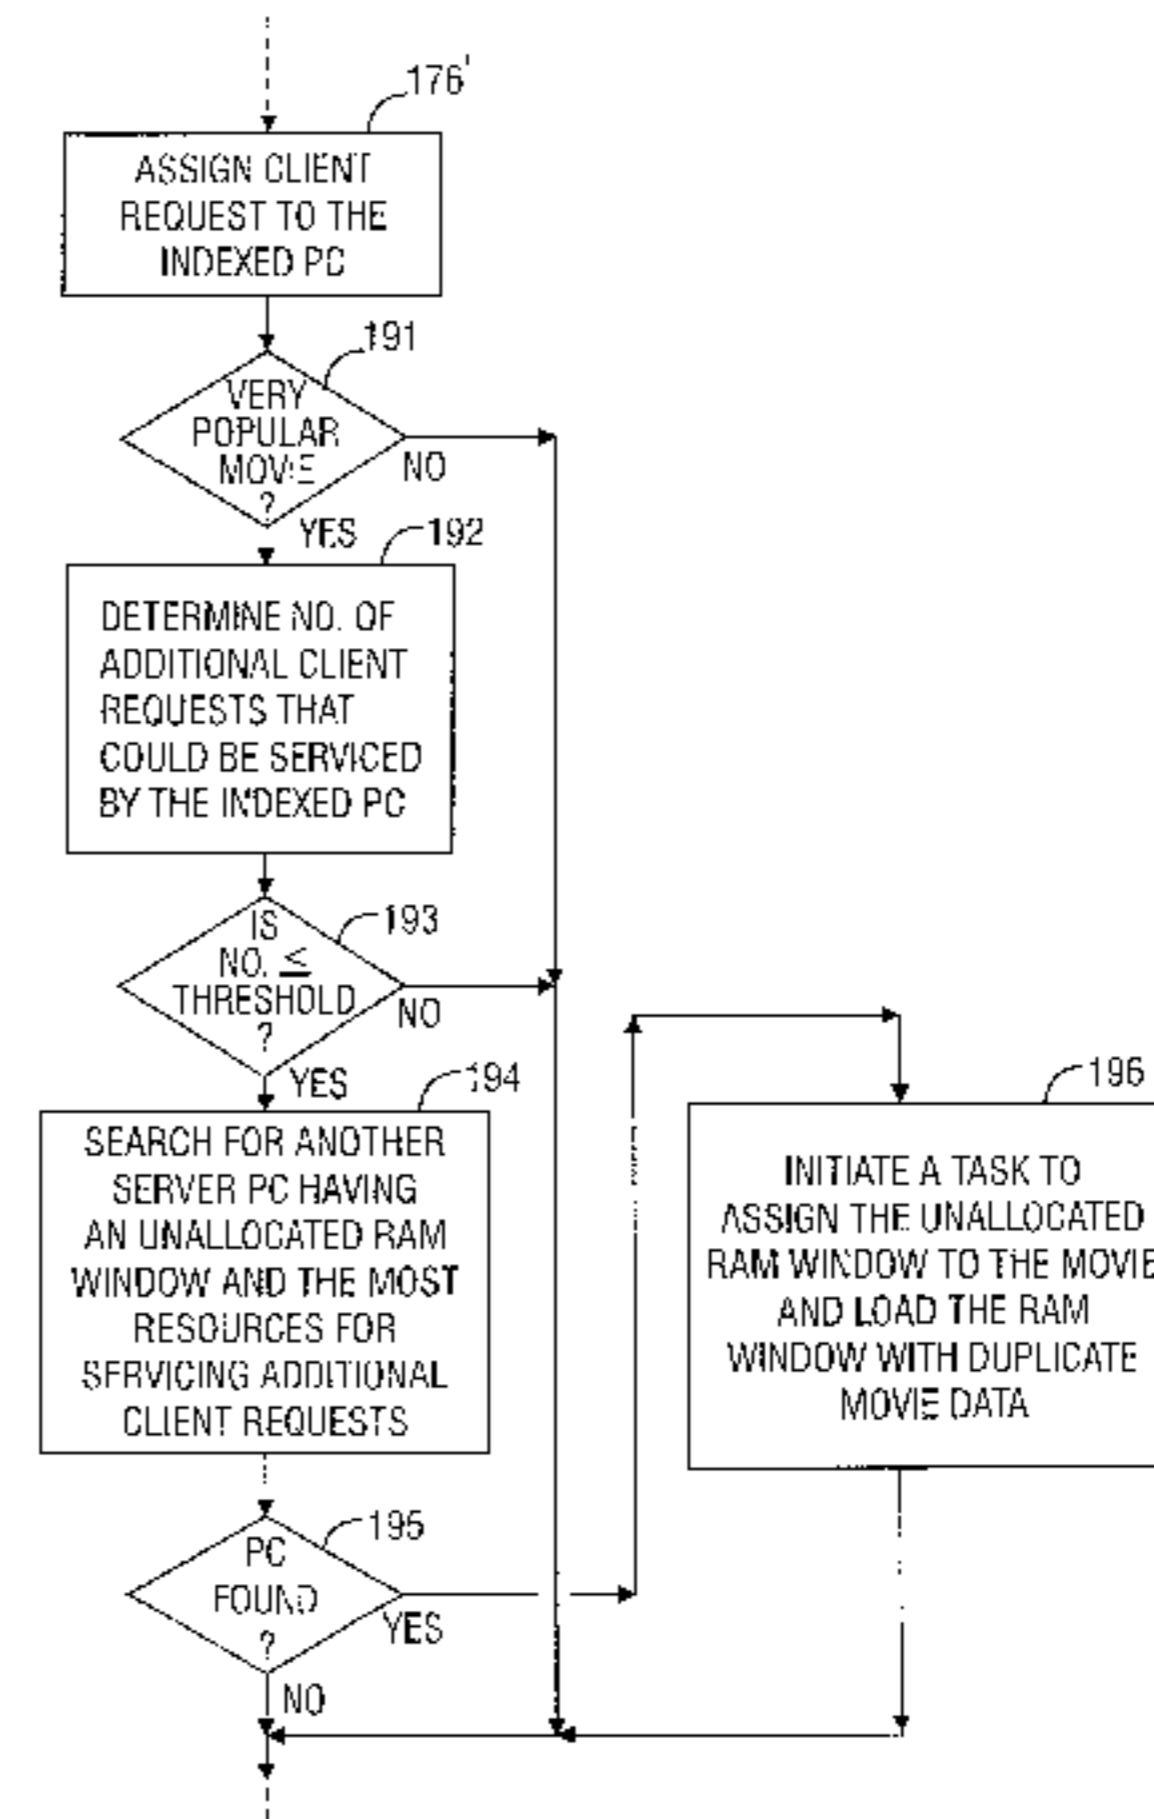 176'
ASSIGN CLIENT
REQUEST TO THE
INDEXED PC
191
VERY
POPULAR
MOVIE
?
NO
YES
192
DETERMINE NO. OF
ADDITIONAL CLIENT
REQUESTS THAT
COULD BE SERVICED
BY THE INDEXED PC
193
IS
NO. ≤
THRESHOLD
?
NO
YES
194
SEARCH FOR ANOTHER
SERVER PC HAVING
AN UNALLOCATED RAM
WINDOW AND THE MOST
RESOURCES FOR
SERVICING ADDITIONAL
CLIENT REQUESTS
195
PC
FOUND
?
YES
NO
196
INITIATE A TASK TO
ASSIGN THE UNALLOCATED
RAM WINDOW TO THE MOVIE
AND LOAD THE RAM
WINDOW WITH DUPLICATE
MOVIE DATA